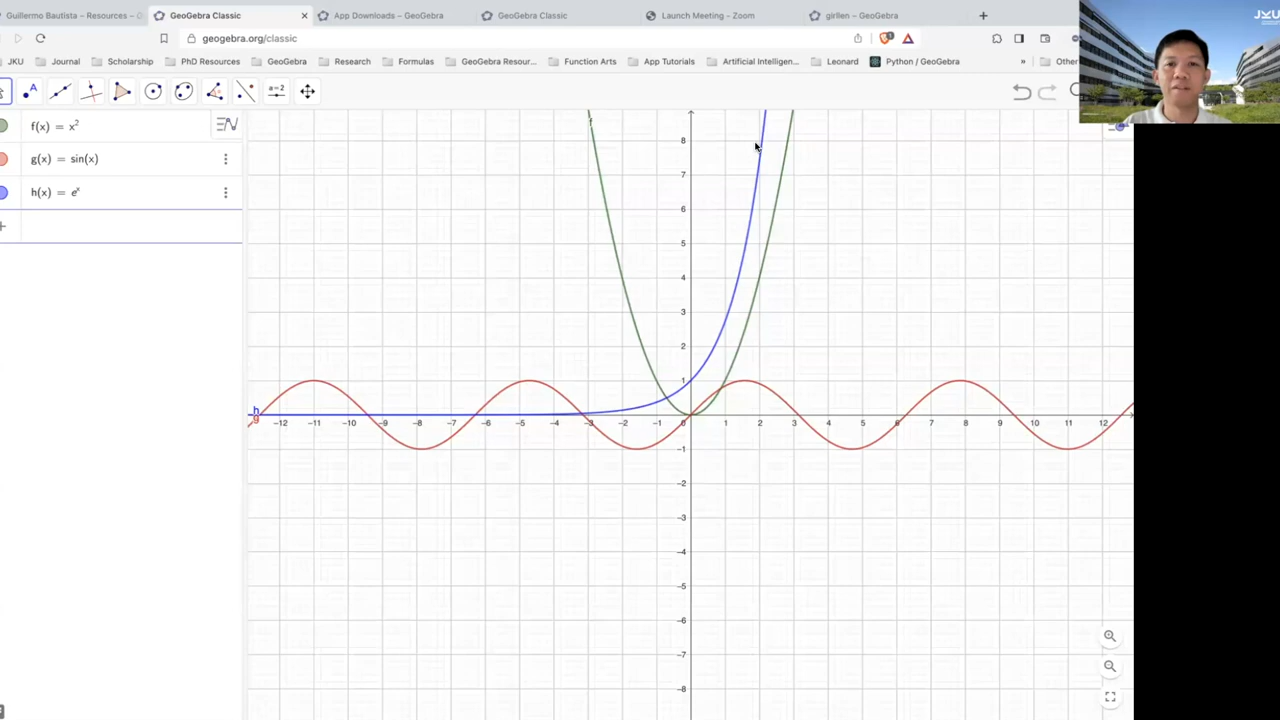 Guillermo Bautista – Resources –
GeoGebra Classic
App Downloads – GeoGebra
GeoGebra Classic
Launch Meeting - Zoom
girllen – GeoGebra
geogebra.org/classic
1
JKU
Journal
Scholarship
PhD Resources
GeoGebra
Research
Formulas
GeoGebra Resour...
Function Arts
App Tutorials
Artificial Intelligen...
Leonard
Python / GeoGebra
»
Other
JKU
A
a=2
f(x) = x²
g(x) = sin(x)
h(x) = eˣ
f
8
7
6
5
4
3
2
1
h
g
−12 −11 −10 −9 −8 −7 −6 −5 −4 −3 −2 −1 0 1 2 3 4 5 6 7 8 9 10 11 12
−1
−2
−3
−4
−5
−6
−7
−8